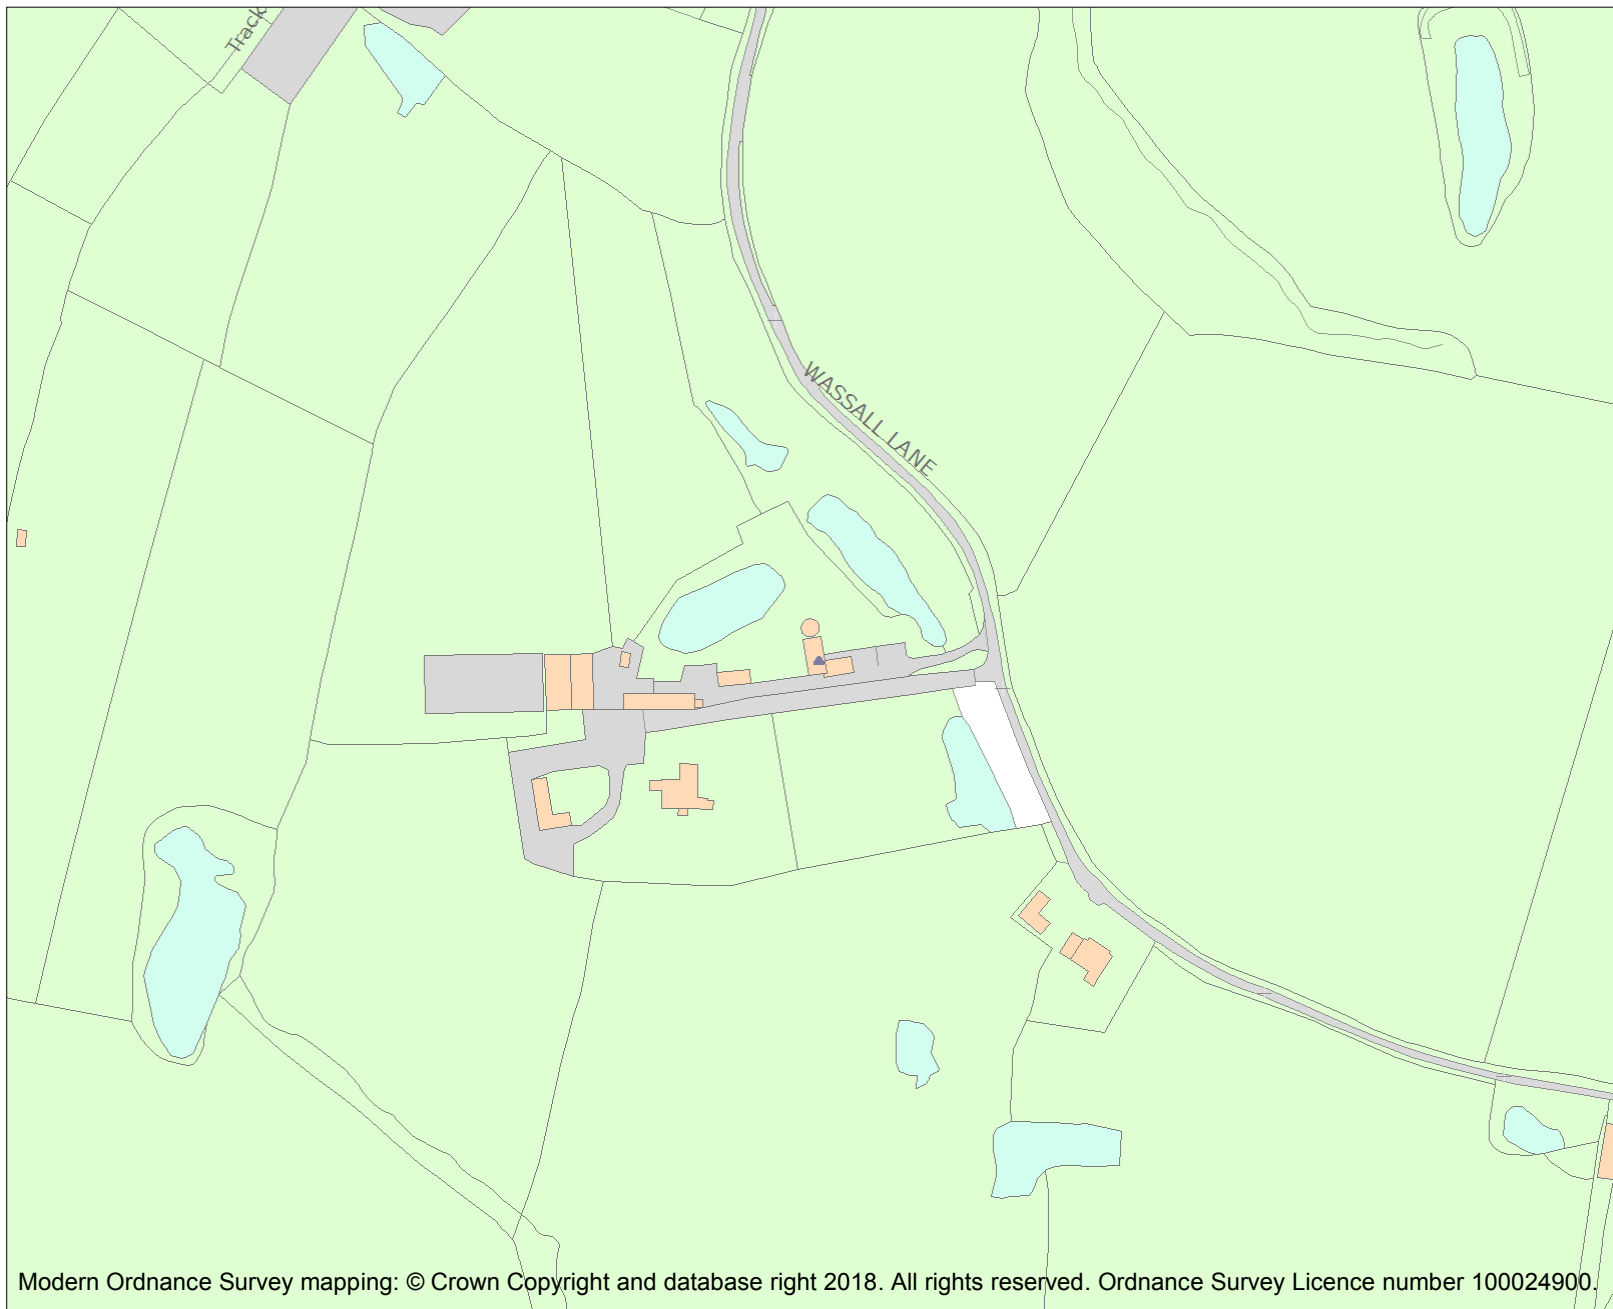 Track
WASSALL LANE
Modern Ordnance Survey mapping: © Crown Copyright and database right 2018. All rights reserved. Ordnance Survey Licence number 100024900.